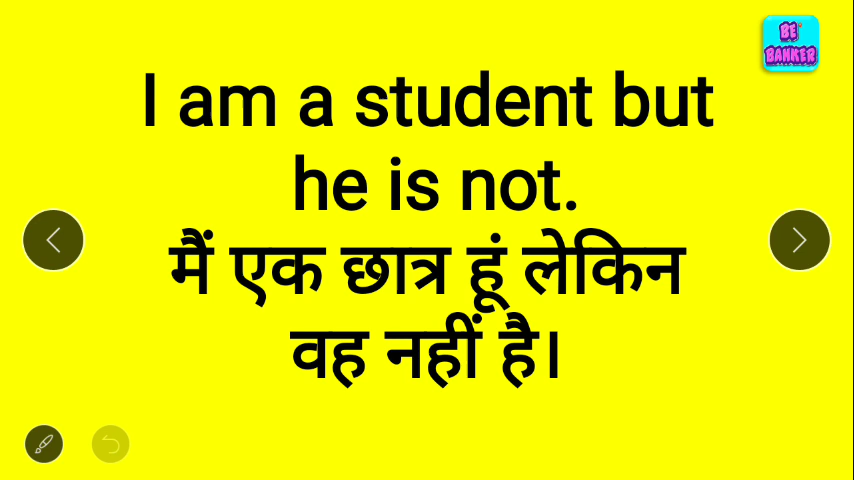 BE
BANKER
I am a student but
he is not.
मैं एक छात्र हूं लेकिन
वह नहीं है।